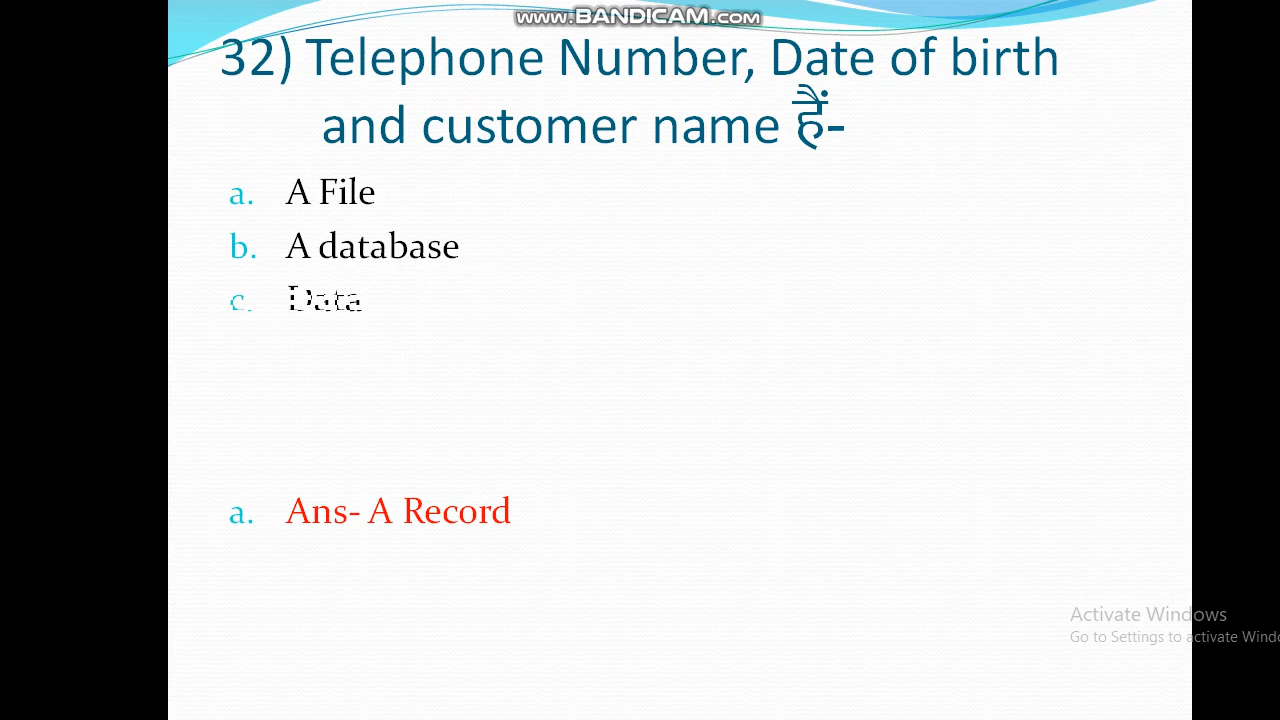 www.BANDICAM.com
32) Telephone Number, Date of birth
and customer name हैं-
a. A File
b. A database
c. Data
a. Ans- A Record
Activate Windows
Go to Settings to activate Windo